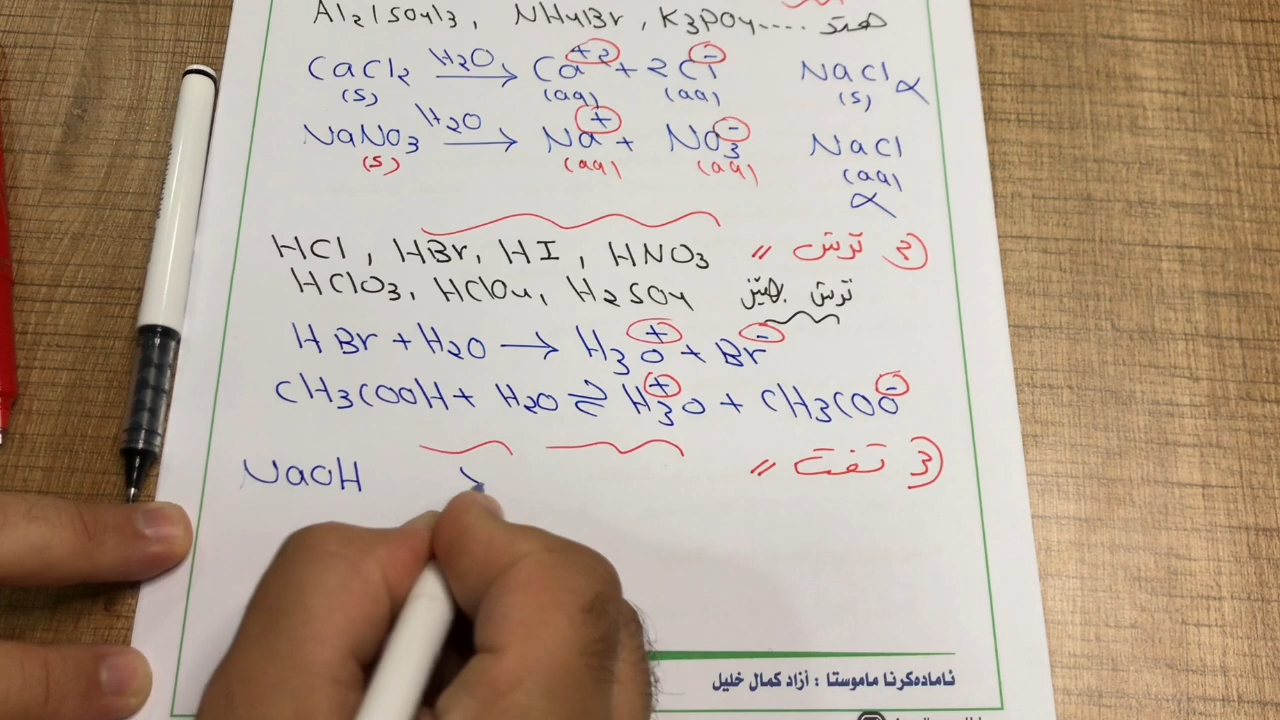 Al2(SO4)3, NH4Br, K3PO4.... هتد
CaCl2 (s) H2O → Ca+2 (aq) + 2Cl- (aq) NaCl (s) ∝
NaNO3 (s) H2O → Na+ (aq) + NO3- (aq) NaCl (aq) ∝
2) ترش // HCl, HBr, HI, HNO3
HClO3, HClO4, H2SO4 ترش
HBr + H2O → H3O+ + Br-
CH3COOH + H2O ⇌ H3O+ + CH3COO-
3) تفت //
NaOH
ئامادەکرنا ماموستا : أزاد کمال خلیل